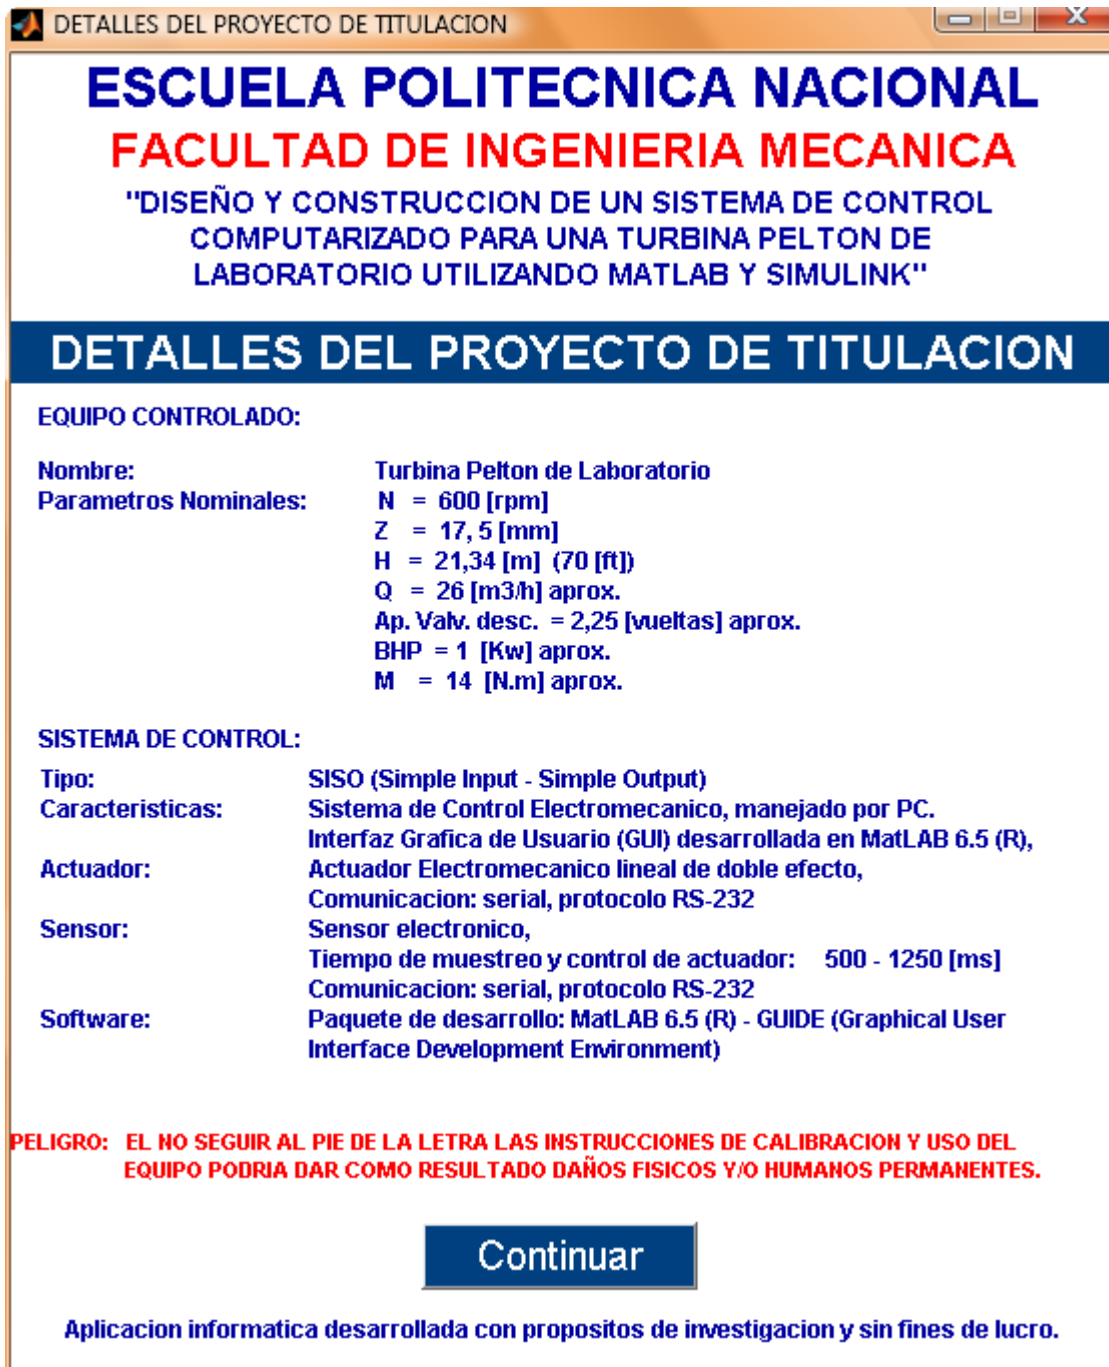 DETALLES DEL PROYECTO DE TITULACION
ESCUELA POLITECNICA NACIONAL
FACULTAD DE INGENIERIA MECANICA
"DISEÑO Y CONSTRUCCION DE UN SISTEMA DE CONTROL
COMPUTARIZADO PARA UNA TURBINA PELTON DE
LABORATORIO UTILIZANDO MATLAB Y SIMULINK"
DETALLES DEL PROYECTO DE TITULACION
EQUIPO CONTROLADO:
Nombre: Turbina Pelton de Laboratorio
Parametros Nominales: N = 600 [rpm]
Z = 17, 5 [mm]
H = 21,34 [m] (70 [ft])
Q = 26 [m3/h] aprox.
Ap. Valv. desc. = 2,25 [vueltas] aprox.
BHP = 1 [Kw] aprox.
M = 14 [N.m] aprox.
SISTEMA DE CONTROL:
Tipo: SISO (Simple Input - Simple Output)
Caracteristicas: Sistema de Control Electromecanico, manejado por PC.
Interfaz Grafica de Usuario (GUI) desarrollada en MatLAB 6.5 (R),
Actuador: Actuador Electromecanico lineal de doble efecto,
Comunicacion: serial, protocolo RS-232
Sensor: Sensor electronico,
Tiempo de muestreo y control de actuador: 500 - 1250 [ms]
Comunicacion: serial, protocolo RS-232
Software: Paquete de desarrollo: MatLAB 6.5 (R) - GUIDE (Graphical User
Interface Development Environment)
PELIGRO: EL NO SEGUIR AL PIE DE LA LETRA LAS INSTRUCCIONES DE CALIBRACION Y USO DEL
EQUIPO PODRIA DAR COMO RESULTADO DAÑOS FISICOS Y/O HUMANOS PERMANENTES.
Continuar
Aplicacion informatica desarrollada con propositos de investigacion y sin fines de lucro.